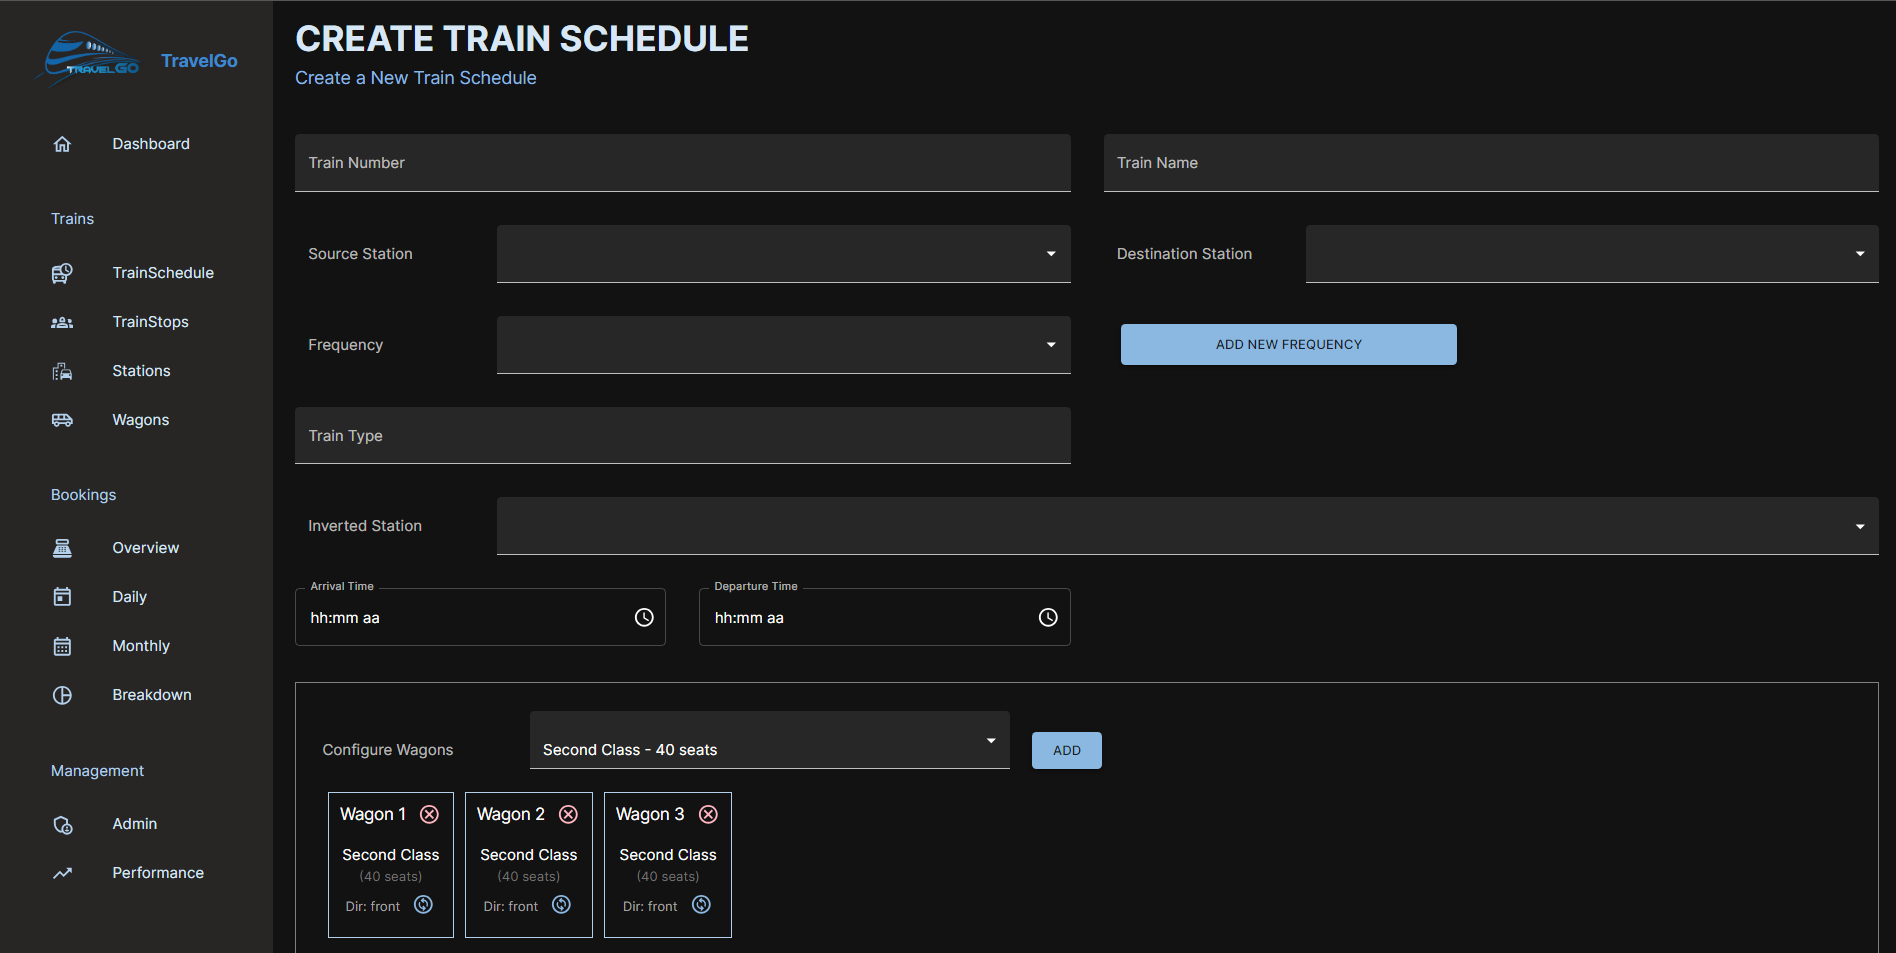 TRAVELGO
TravelGo
Dashboard
Trains
TrainSchedule
TrainStops
Stations
Wagons
Bookings
Overview
Daily
Monthly
Breakdown
Management
Admin
Performance
CREATE TRAIN SCHEDULE
Create a New Train Schedule
Train Number
Train Name
Source Station
Destination Station
Frequency
ADD NEW FREQUENCY
Train Type
Inverted Station
Arrival Time
hh:mm aa
Departure Time
hh:mm aa
Configure Wagons
Second Class - 40 seats
ADD
Wagon 1
Second Class
(40 seats)
Dir: front
Wagon 2
Second Class
(40 seats)
Dir: front
Wagon 3
Second Class
(40 seats)
Dir: front